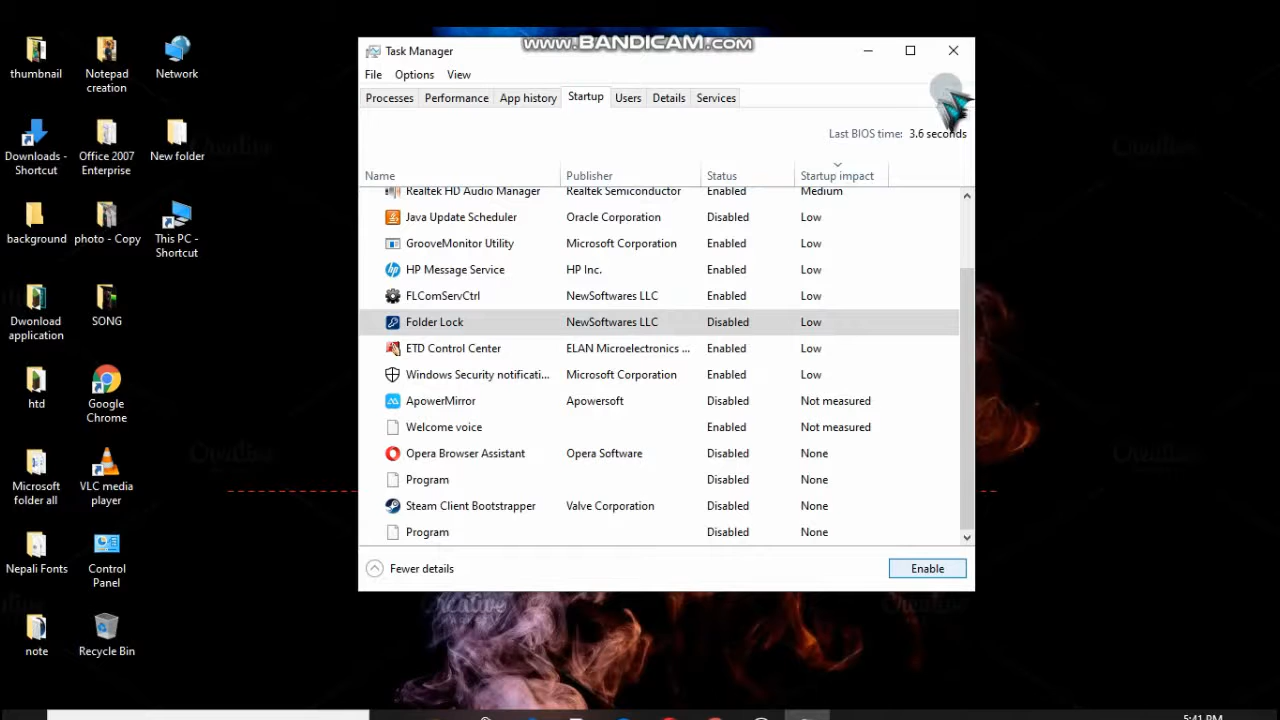 www.BANDICAM.com
Task Manager
File Options View
Processes Performance App history Startup Users Details Services
Last BIOS time: 3.6 seconds
Name Publisher Status Startup impact
Realtek HD Audio Manager Realtek Semiconductor Enabled Medium
Java Update Scheduler Oracle Corporation Disabled Low
GrooveMonitor Utility Microsoft Corporation Enabled Low
HP Message Service HP Inc. Enabled Low
FLComServCtrl NewSoftwares LLC Enabled Low
Folder Lock NewSoftwares LLC Disabled Low
ETD Control Center ELAN Microelectronics ... Enabled Low
Windows Security notificati... Microsoft Corporation Enabled Low
ApowerMirror Apowersoft Disabled Not measured
Welcome voice Enabled Not measured
Opera Browser Assistant Opera Software Disabled None
Program Disabled None
Steam Client Bootstrapper Valve Corporation Disabled None
Program Disabled None
Fewer details Enable
thumbnail
Notepad
creation
Network
Downloads -
Shortcut
Office 2007
Enterprise
New folder
background
photo - Copy
This PC -
Shortcut
Dwonload
application
SONG
htd
Google
Chrome
Microsoft
folder all
VLC media
player
Nepali Fonts
Control
Panel
note
Recycle Bin
Creative
5:41 PM